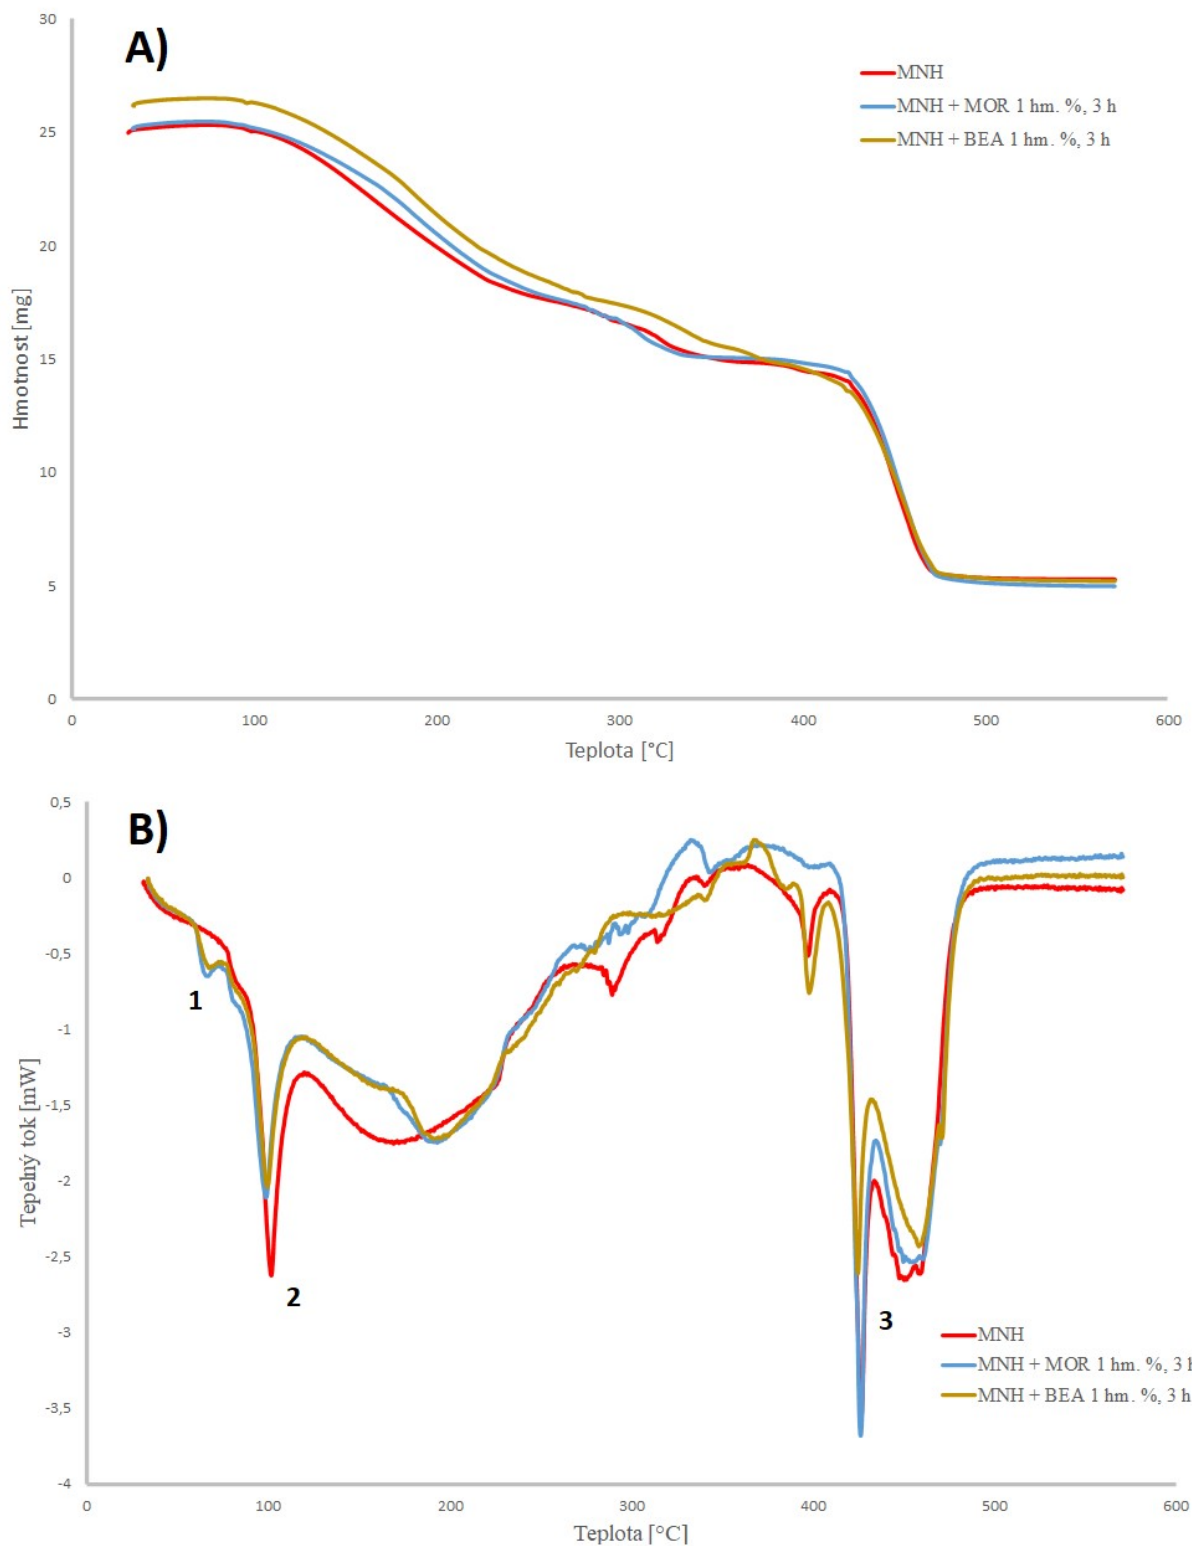 A)
30
25
20
15
10
5
0
Hmotnost [mg]
MNH
MNH + MOR 1 hm. %, 3 h
MNH + BEA 1 hm. %, 3 h
0 100 200 300 400 500 600
Teplota [°C]
B)
0,5
0
-0,5
-1
-1,5
-2
-2,5
-3
-3,5
-4
Tepelný tok [mW]
1
2
3
MNH
MNH + MOR 1 hm. %, 3 h
MNH + BEA 1 hm. %, 3 h
0 100 200 300 400 500 600
Teplota [°C]